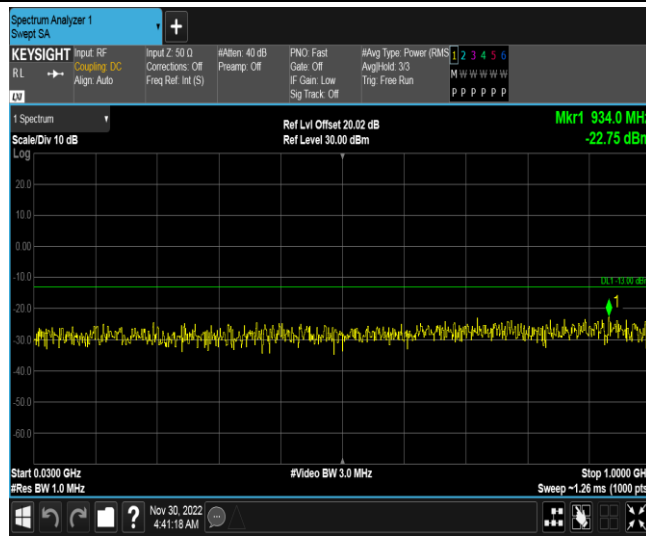 Spectrum Analyzer 1
Swept SA
+
KEYSIGHT
RL
LXI
Input: RF
Coupling: DC
Align: Auto
Input Z: 50 Ω
Corrections: Off
Freq Ref: Int (S)
#Atten: 40 dB
Preamp: Off
PNO: Fast
Gate: Off
IF Gain: Low
Sig Track: Off
#Avg Type: Power (RMS
Avg|Hold: 3/3
Trig: Free Run
1 2 3 4 5 6
M W W W W W
P P P P P P
1 Spectrum
Scale/Div 10 dB
Log
Ref Lvl Offset 20.02 dB
Ref Level 30.00 dBm
Mkr1 934.0 MHz
-22.75 dBm
20.0
10.0
0.00
-10.0
DL1 -13.00 dBm
1
-20.0
-30.0
-40.0
-50.0
-60.0
Start 0.0300 GHz
#Res BW 1.0 MHz
#Video BW 3.0 MHz
Stop 1.0000 GH
Sweep ~1.26 ms (1000 pts
?
Nov 30, 2022
4:41:18 AM